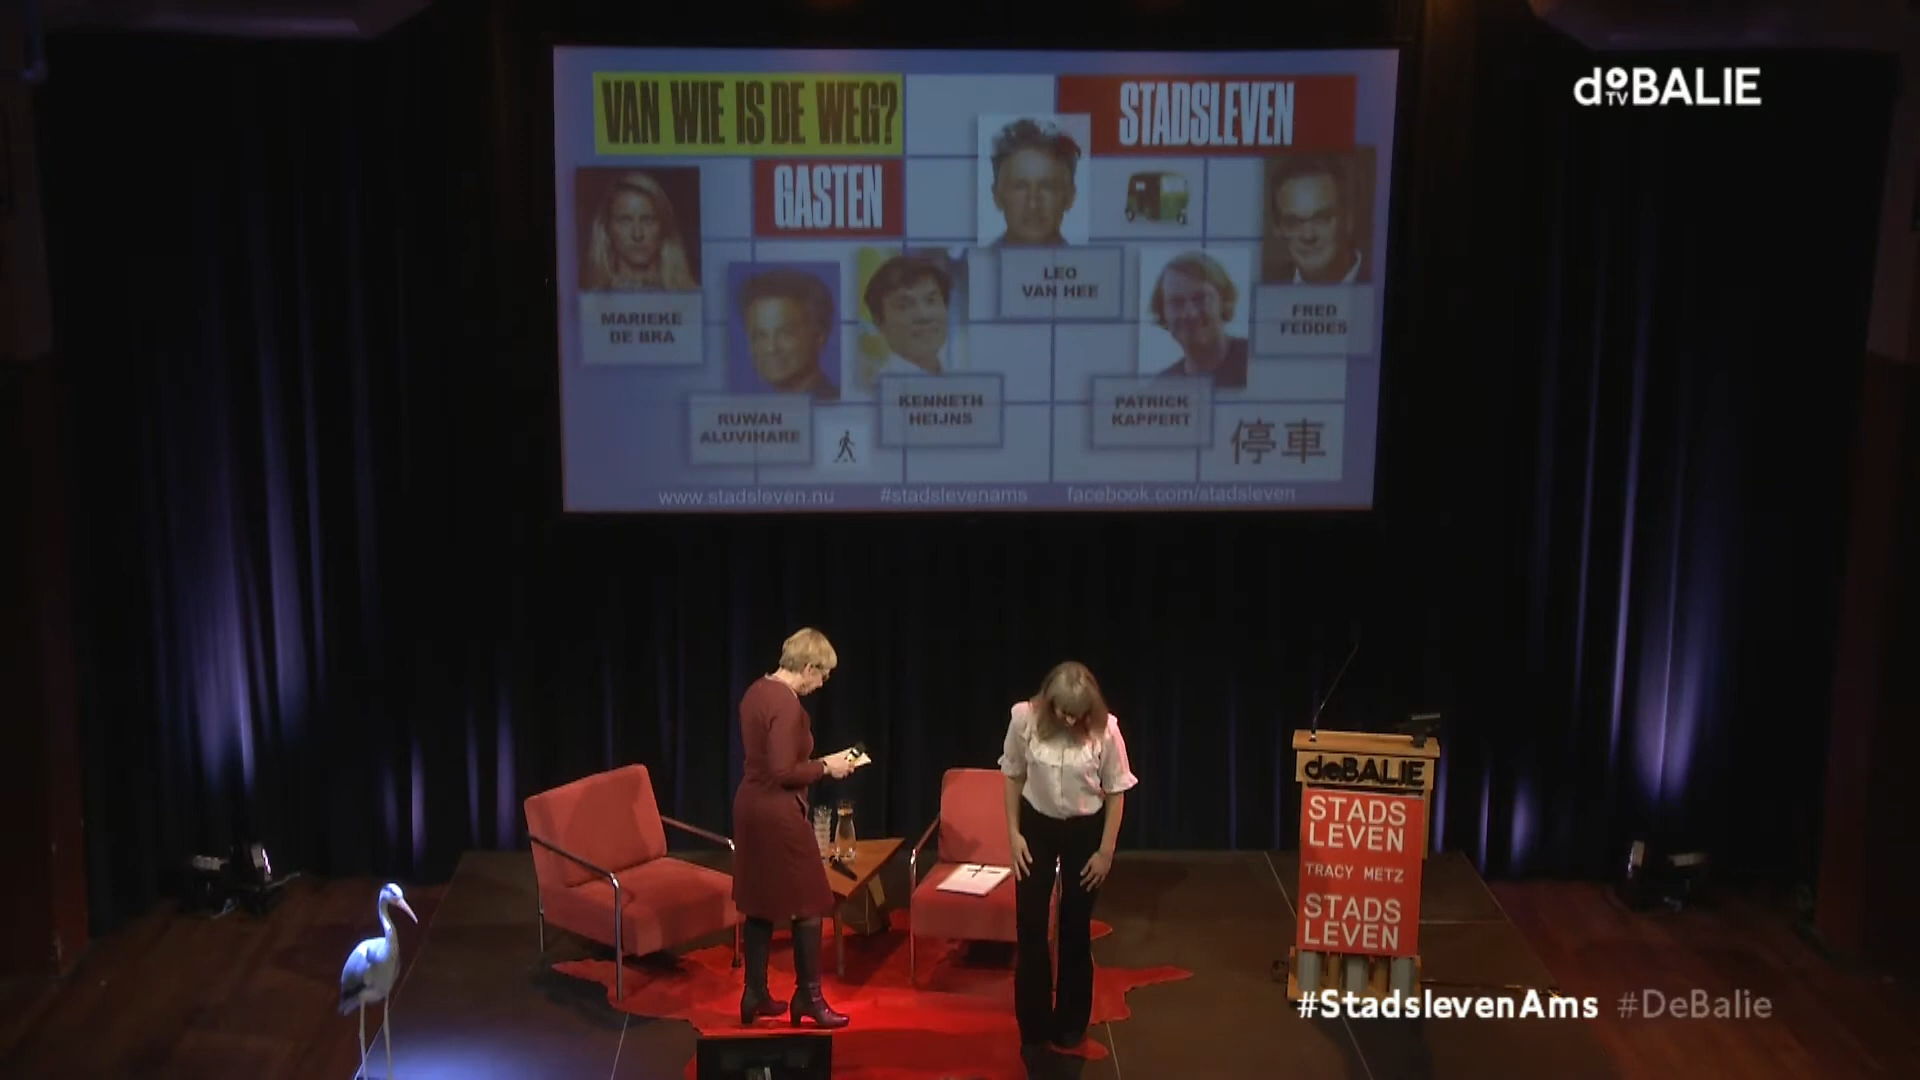 VAN WIE IS DE WEG?
STADSLEVEN
GASTEN
LEO
VAN HEE
MARIEKE
DE BRA
FRED
FEDDES
KENNETH
HEIJNS
PATRICK
KAPPERT
RUWAN
ALUVIHARE
停車
www.stadsleven.nu #stadslevenams facebook.com/stadsleven
deBALIE
TV
deBALIE
STADS
LEVEN
TRACY METZ
STADS
LEVEN
#StadslevenAms #DeBalie